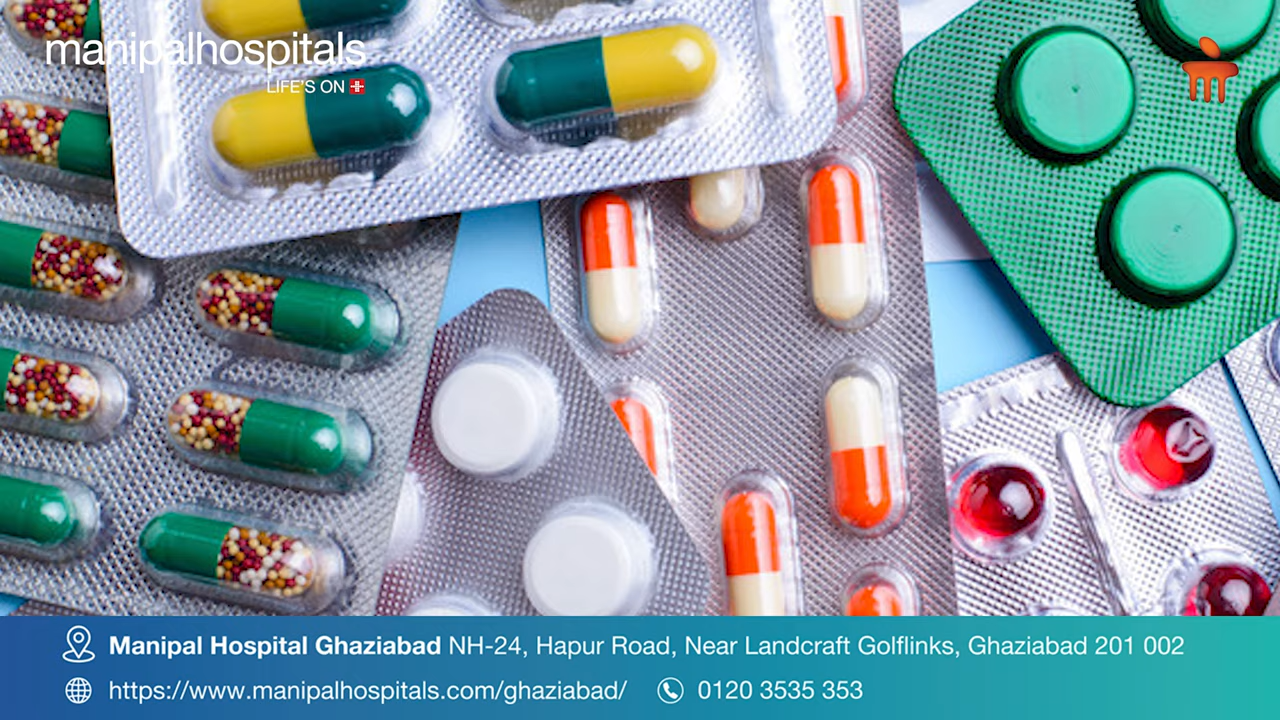 manipalhospitals
LIFE'S ON
Manipal Hospital Ghaziabad NH-24, Hapur Road, Near Landcraft Golflinks, Ghaziabad 201 002
https://www.manipalhospitals.com/ghaziabad/ 0120 3535 353